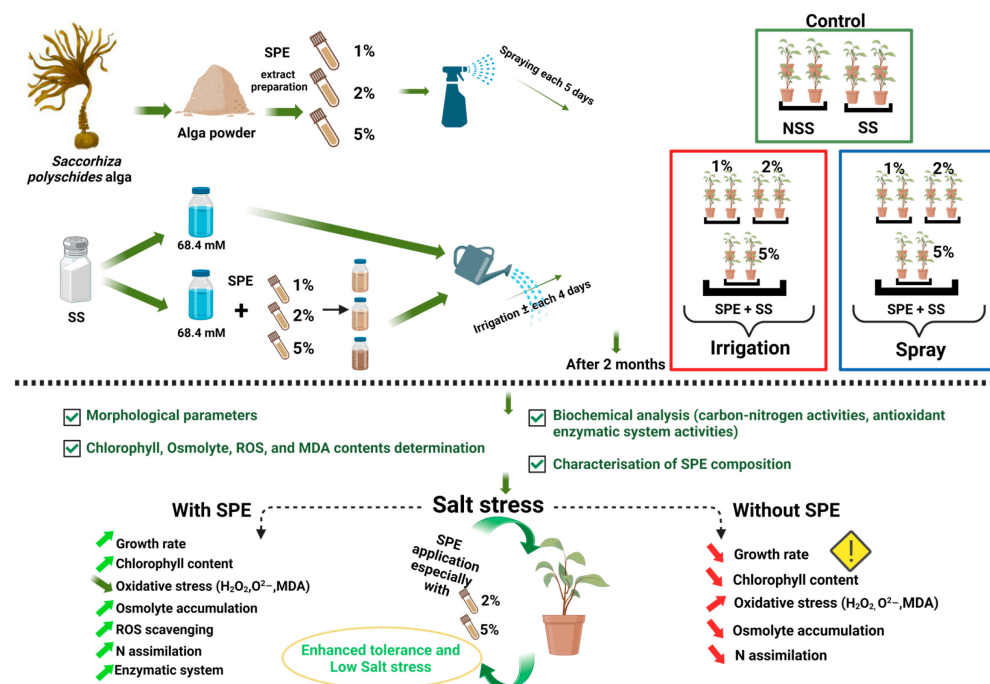 SPE
extract
preparation
1%
2%
5%
Alga powder
Saccorhiza
polyschides alga
Spraying each 5 days
SS
68.4 mM
68.4 mM
+
SPE
1%
2%
5%
Irrigation ± each 4 days
After 2 months
Control
NSS
SS
1%
2%
5%
SPE + SS
Irrigation
1%
2%
5%
SPE + SS
Spray
Morphological parameters
Chlorophyll, Osmolyte, ROS, and MDA contents determination
Biochemical analysis (carbon-nitrogen activities, antioxidant
enzymatic system activities)
Characterisation of SPE composition
Salt stress
With SPE
Growth rate
Chlorophyll content
Oxidative stress (H₂O₂,O²⁻,MDA)
Osmolyte accumulation
ROS scavenging
N assimilation
Enzymatic system
SPE
application
especially
with
2%
5%
Enhanced tolerance and
Low Salt stress
Without SPE
!
Growth rate
Chlorophyll content
Oxidative stress (H₂O₂,O²⁻,MDA)
Osmolyte accumulation
N assimilation